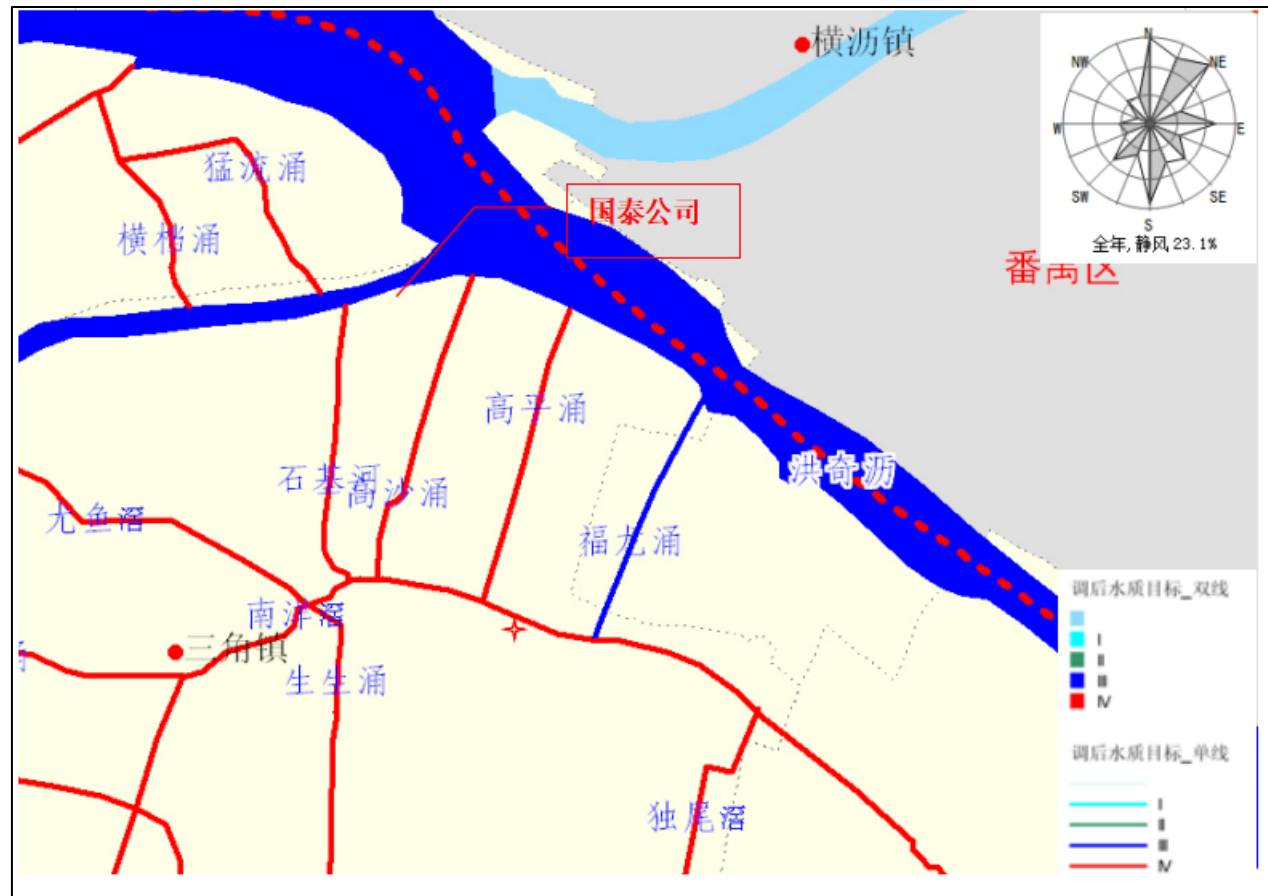 横沥镇
N
NE
E
SE
S
SW
W
NW
全年,静风23.1%
猛流涌
横档涌
国泰公司
番禺区
高平涌
石基河
高沙涌
洪奇沥
尤鱼滘
福龙涌
南洋滘
三角镇
生生涌
独尾滘
涌
调后水质目标_双线
I
II
III
IV
调后水质目标_单线
I
II
III
IV